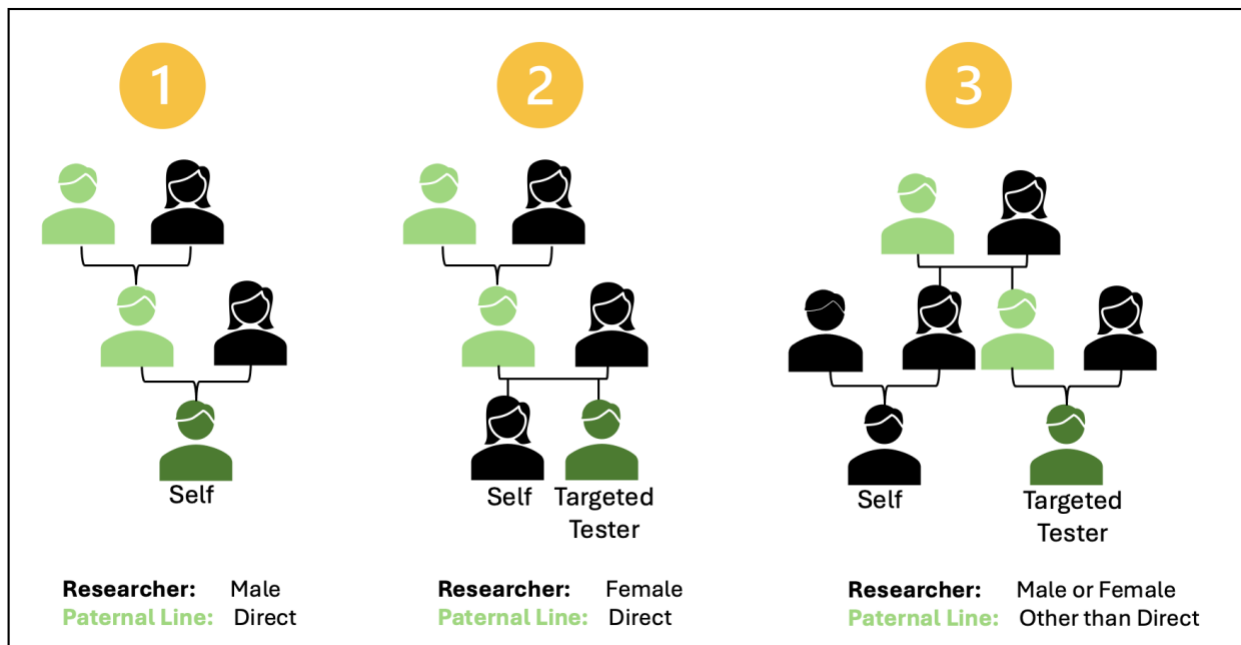 1
2
3
Self
Self
Targeted
Tester
Self
Targeted
Tester
Researcher: Male
Paternal Line: Direct
Researcher: Female
Paternal Line: Direct
Researcher: Male or Female
Paternal Line: Other than Direct